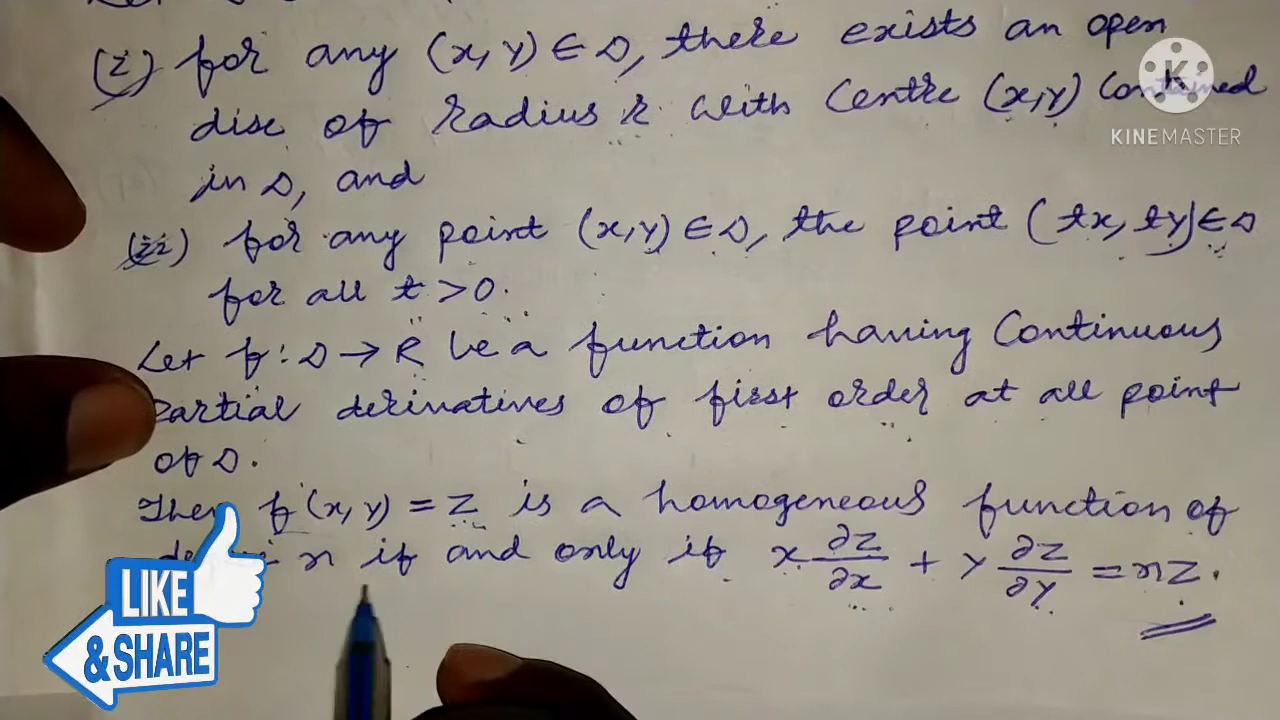 (i) for any (x, y) ∈ D, there exists an open
disc of radius r with centre (x, y) contained
in D, and
(ii) for any point (x, y) ∈ D, the point (tx, ty) ∈ D
for all t > 0.
Let f : D → R be a function having Continuous
Partial derivatives of first order at all point
of D.
Then f(x, y) = Z is a homogeneous function of
n if and only if x ∂Z/∂x + y ∂Z/∂y = nZ.
K
KINEMASTER
LIKE
& SHARE